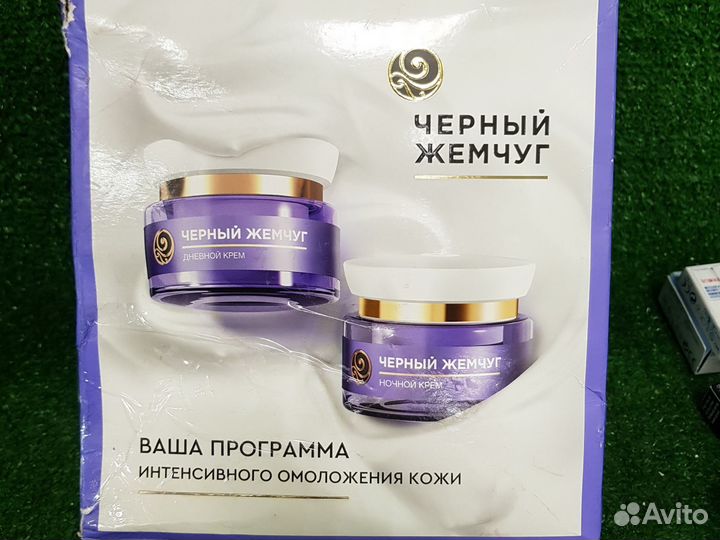 ЧЕРНЫЙ
ЖЕМЧУГ
ЧЕРНЫЙ ЖЕМЧУГ
ДНЕВНОЙ КРЕМ
ЧЕРНЫЙ ЖЕМЧУГ
НОЧНОЙ КРЕМ
ВАША ПРОГРАММА
ИНТЕНСИВНОГО ОМОЛОЖЕНИЯ КОЖИ
Avito